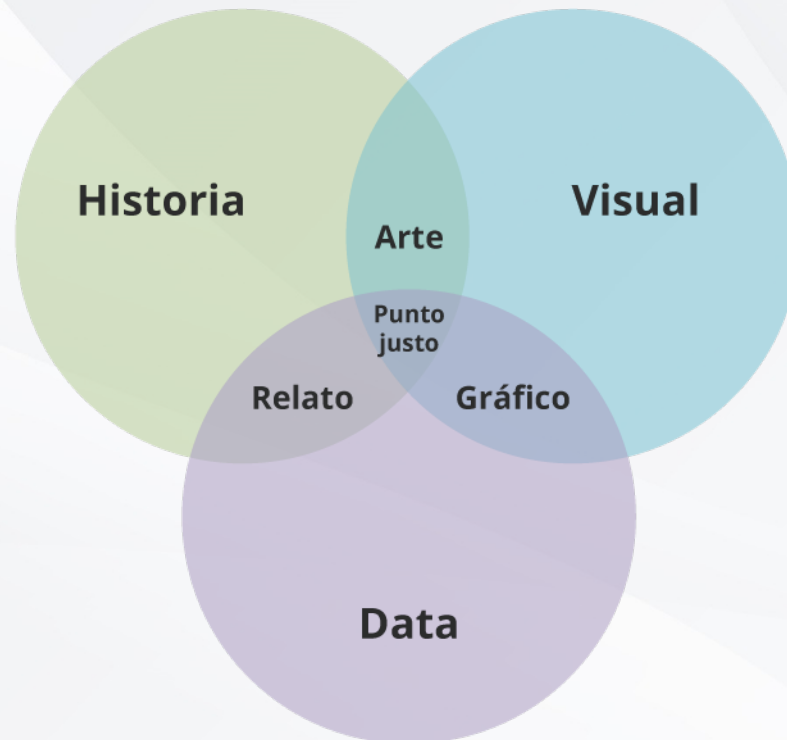 Historia
Visual
Arte
Punto
justo
Relato
Gráfico
Data